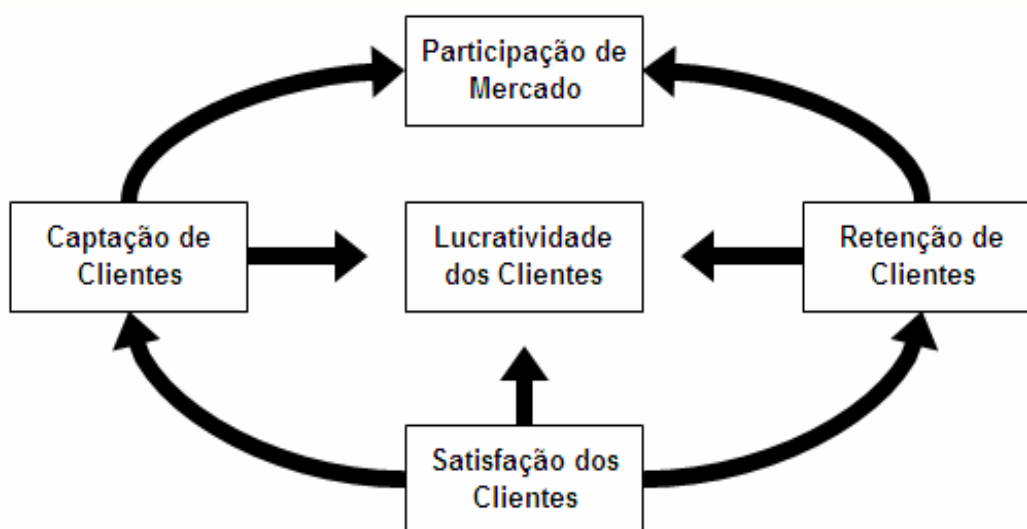 Participação de
Mercado
Captação de
Clientes
Lucratividade
dos Clientes
Retenção de
Clientes
Satisfação dos
Clientes